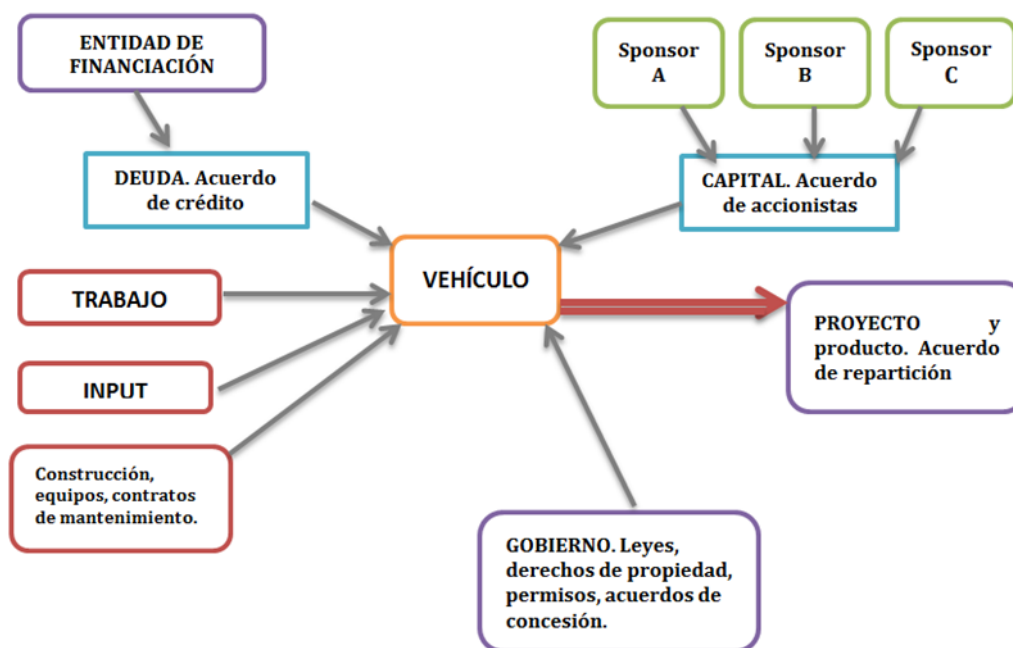 ENTIDAD DE
FINANCIACIÓN
Sponsor
A
Sponsor
B
Sponsor
C
DEUDA. Acuerdo
de crédito
CAPITAL. Acuerdo
de accionistas
VEHÍCULO
TRABAJO
PROYECTO y
producto. Acuerdo
de repartición
INPUT
Construcción,
equipos, contratos
de mantenimiento.
GOBIERNO. Leyes,
derechos de propiedad,
permisos, acuerdos de
concesión.